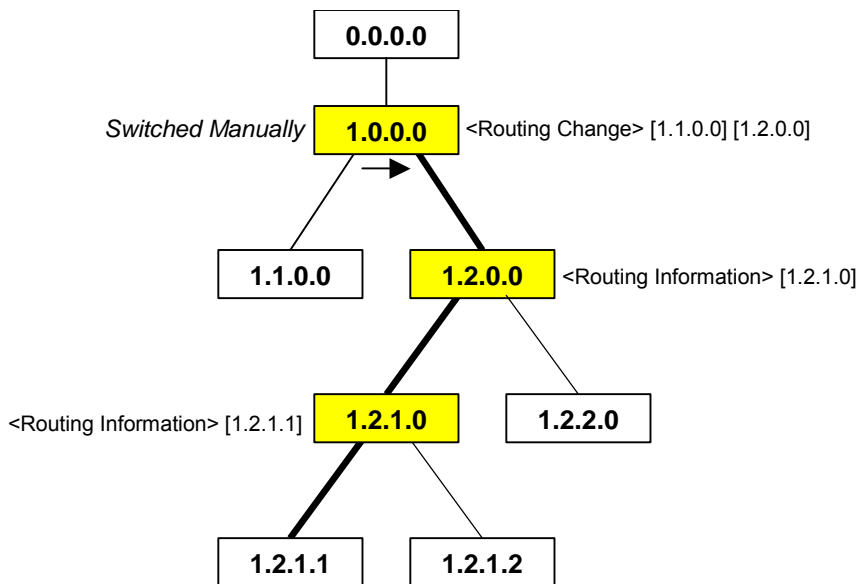 0.0.0.0
Switched Manually 1.0.0.0 <Routing Change> [1.1.0.0] [1.2.0.0]
1.1.0.0 1.2.0.0 <Routing Information> [1.2.1.0]
<Routing Information> [1.2.1.1] 1.2.1.0 1.2.2.0
1.2.1.1 1.2.1.2